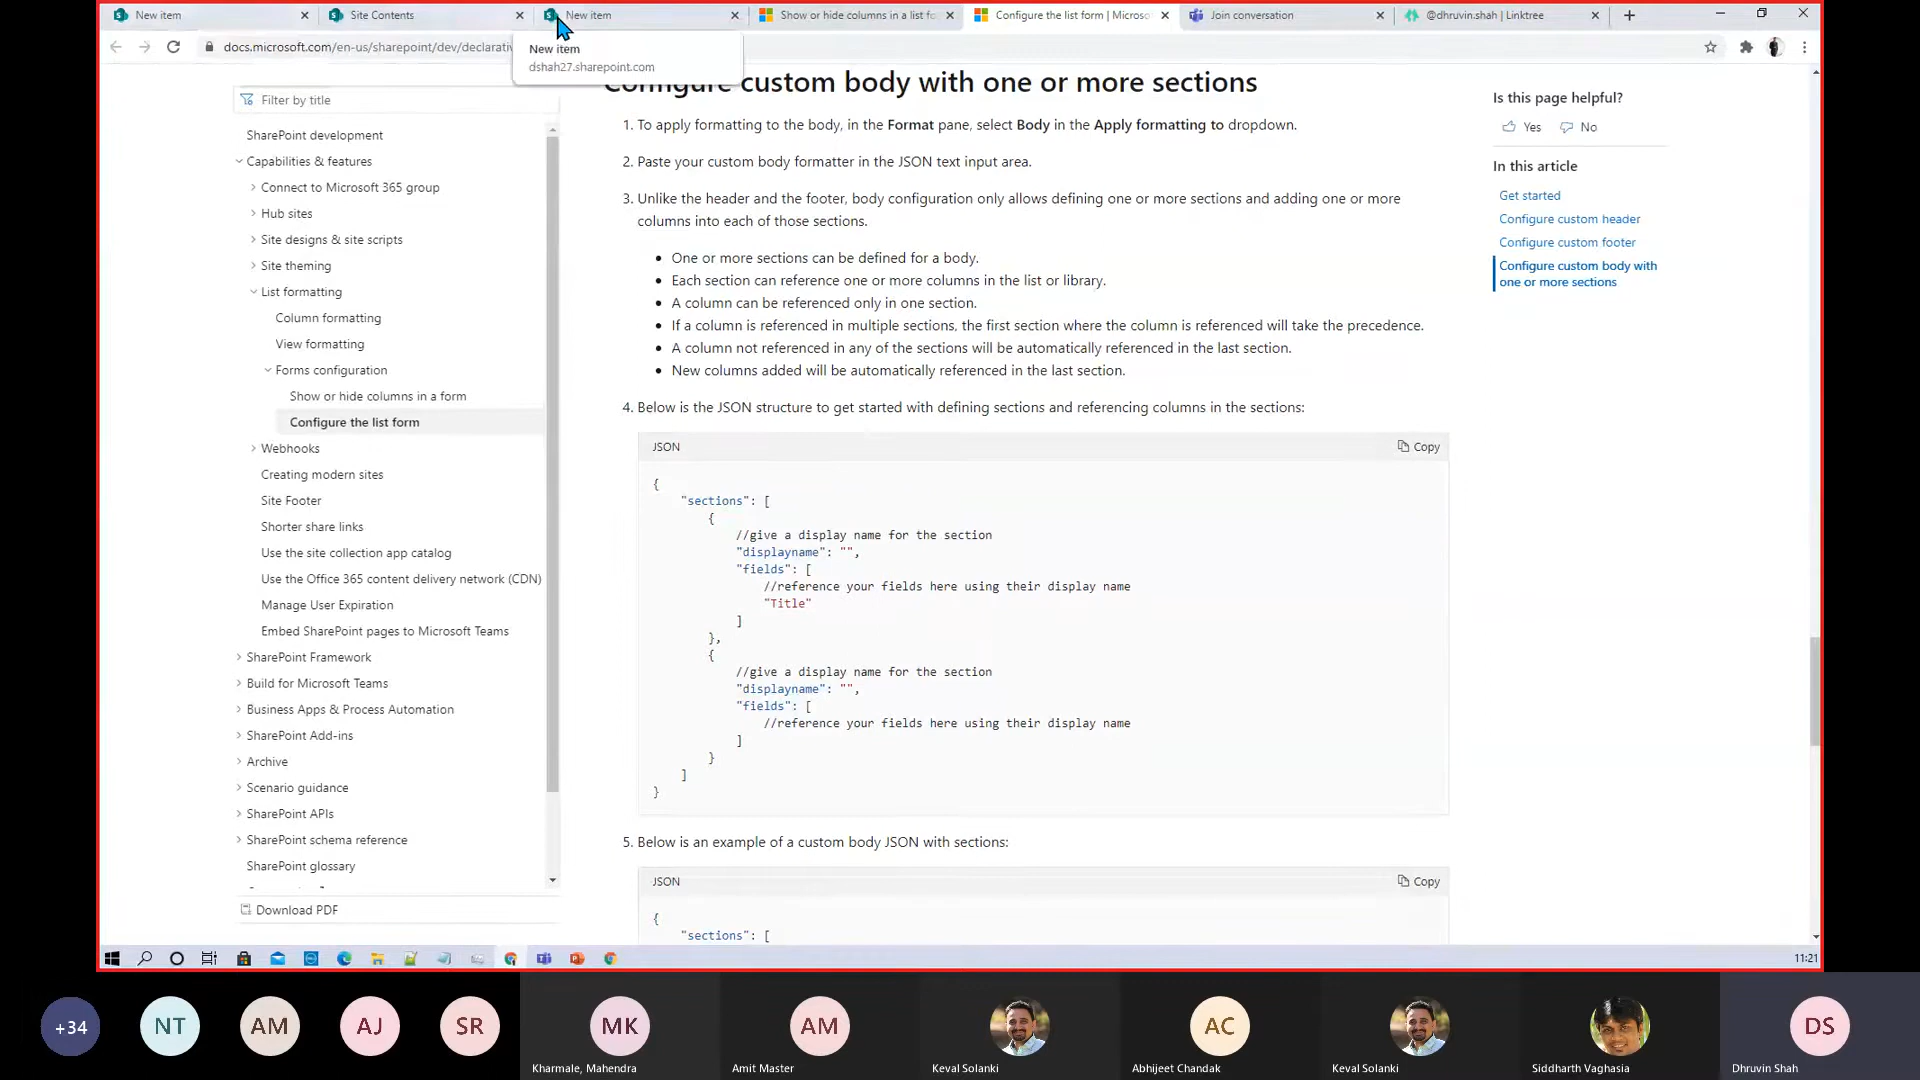 New item
Site Contents
New item
Show or hide columns in a list fo
Configure the list form | Microso
Join conversation
@dhruvin.shah | Linktree
docs.microsoft.com/en-us/sharepoint/dev/declarativ
New item
dshah27.sharepoint.com
Configure custom body with one or more sections
Filter by title
SharePoint development
Capabilities & features
Connect to Microsoft 365 group
Hub sites
Site designs & site scripts
Site theming
List formatting
Column formatting
View formatting
Forms configuration
Show or hide columns in a form
Configure the list form
Webhooks
Creating modern sites
Site Footer
Shorter share links
Use the site collection app catalog
Use the Office 365 content delivery network (CDN)
Manage User Expiration
Embed SharePoint pages to Microsoft Teams
SharePoint Framework
Build for Microsoft Teams
Business Apps & Process Automation
SharePoint Add-ins
Archive
Scenario guidance
SharePoint APIs
SharePoint schema reference
SharePoint glossary
Download PDF
1. To apply formatting to the body, in the Format pane, select Body in the Apply formatting to dropdown.
2. Paste your custom body formatter in the JSON text input area.
3. Unlike the header and the footer, body configuration only allows defining one or more sections and adding one or more
columns into each of those sections.
• One or more sections can be defined for a body.
• Each section can reference one or more columns in the list or library.
• A column can be referenced only in one section.
• If a column is referenced in multiple sections, the first section where the column is referenced will take the precedence.
• A column not referenced in any of the sections will be automatically referenced in the last section.
• New columns added will be automatically referenced in the last section.
4. Below is the JSON structure to get started with defining sections and referencing columns in the sections:
JSON
Copy
{
"sections": [
{
//give a display name for the section
"displayname": "",
"fields": [
//reference your fields here using their display name
"Title"
]
},
{
//give a display name for the section
"displayname": "",
"fields": [
//reference your fields here using their display name
]
}
]
}
5. Below is an example of a custom body JSON with sections:
JSON
Copy
{
"sections": [
Is this page helpful?
Yes
No
In this article
Get started
Configure custom header
Configure custom footer
Configure custom body with
one or more sections
11:21
+34
NT
AM
AJ
SR
MK
Kharmale, Mahendra
AM
Amit Master
Keval Solanki
AC
Abhijeet Chandak
Keval Solanki
Siddharth Vaghasia
DS
Dhruvin Shah